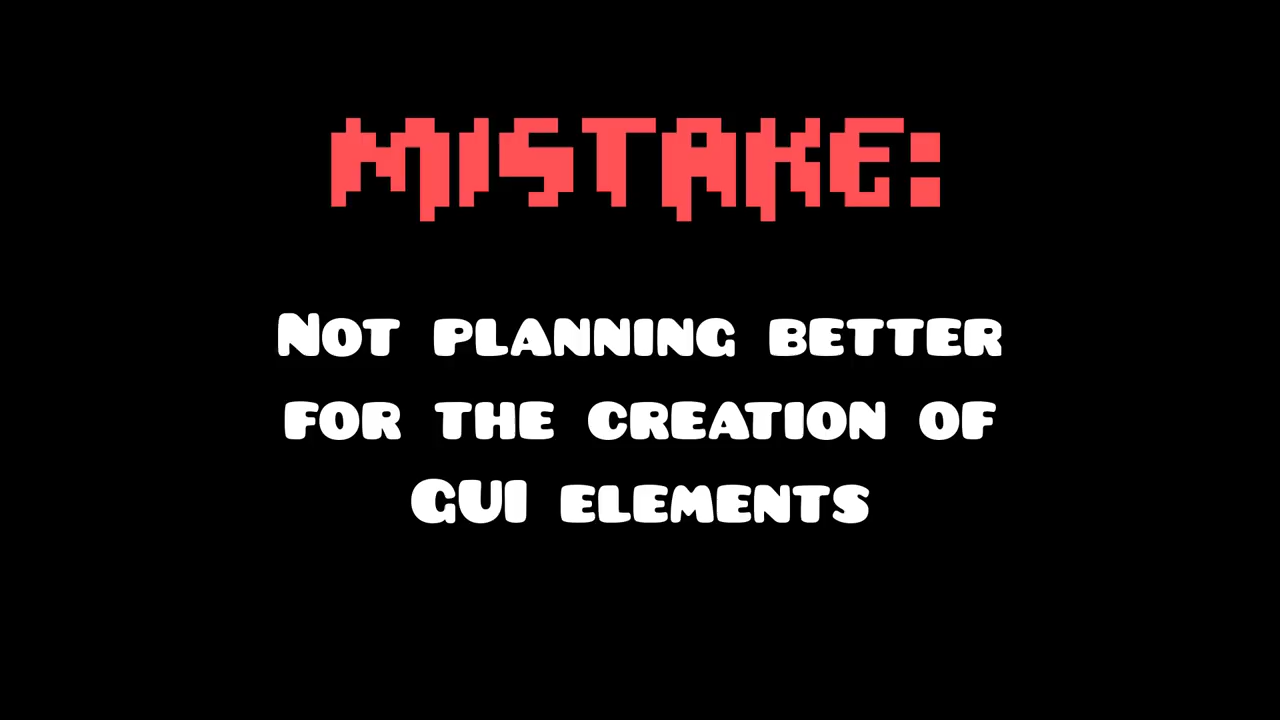 MISTAKE:
Not planning better
for the creation of
GUI elements